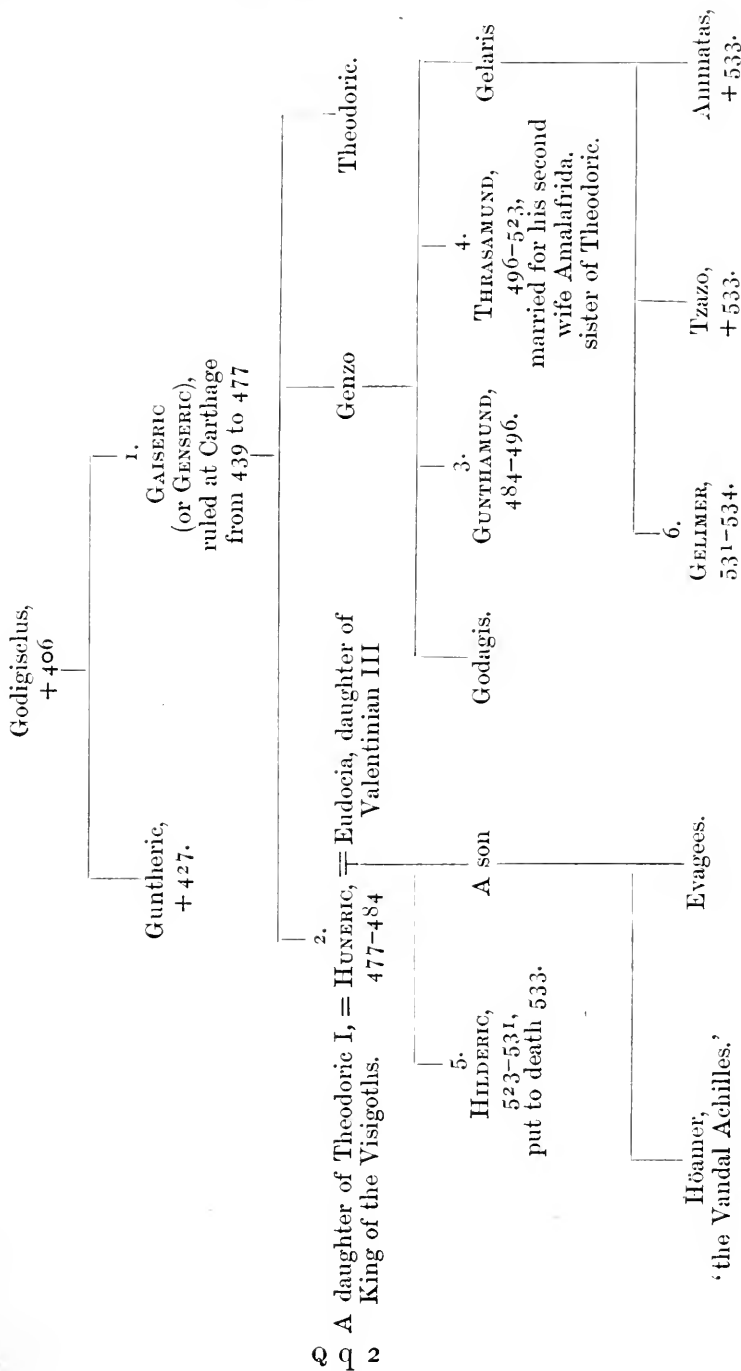 Godigisclus,
+ 406
Guntheric,
+ 427.
1.
GAISERIC
(or GENSERIC),
ruled at Carthage
from 439 to 477
2.
A daughter of Theodoric I, = HUNERIC, = Eudocia, daughter of
King of the Visigoths.
477–484
Valentinian III
Genzo
Theodoric.
5.
HILDERIC,
523–531,
put to death 533.
A son
Godagis.
3.
GUNTHAMUND,
484–496.
4.
THRASAMUND,
496–523,
married for his second
wife Amalafrida,
sister of Theodoric.
Gelaris
Höamer,
‘the Vandal Achilles.’
Evagees.
6.
GELIMER,
531–534.
Tzazo,
+ 533.
Ammatas,
+ 533.
Q q 2